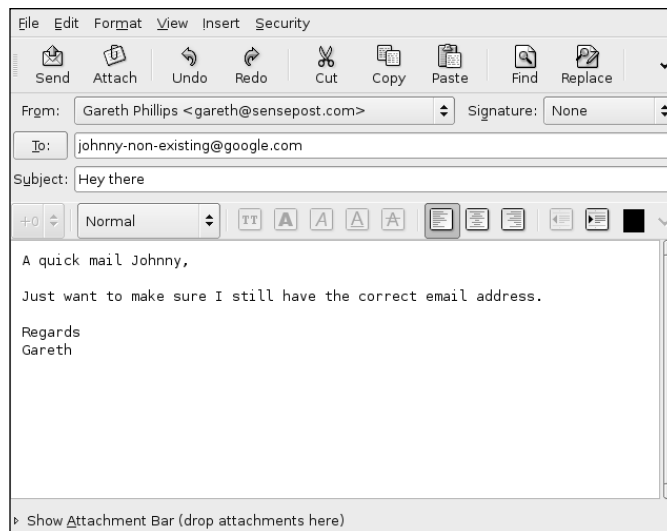 File Edit Format View Insert Security
Send Attach Undo Redo Cut Copy Paste Find Replace
From: Gareth Phillips <gareth@sensepost.com> Signature: None
To: johnny-non-existing@google.com
Subject: Hey there
+0 Normal TT A A A A
A quick mail Johnny,
Just want to make sure I still have the correct email address.
Regards
Gareth
Show Attachment Bar (drop attachments here)